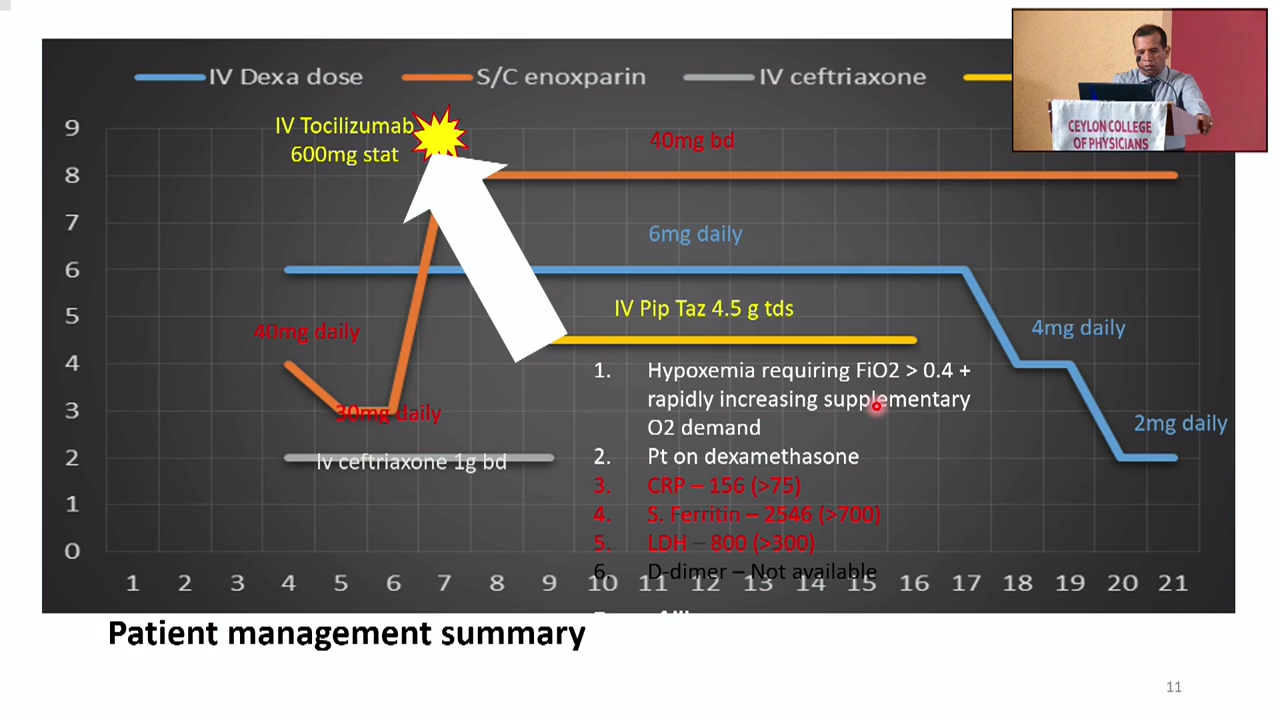 IV Dexa dose
S/C enoxparin
IV ceftriaxone
CEYLON COLLEGE
OF PHYSICIANS
IV Tocilizumab
600mg stat
40mg bd
6mg daily
IV Pip Taz 4.5 g tds
40mg daily
30mg daily
4mg daily
2mg daily
Iv ceftriaxone 1g bd
1. Hypoxemia requiring FiO2 > 0.4 +
rapidly increasing supplementary
O2 demand
2. Pt on dexamethasone
3. CRP – 156 (>75)
4. S. Ferritin – 2546 (>700)
5. LDH – 800 (>300)
6. D-dimer – Not available
9
8
7
6
5
4
3
2
1
0
1 2 3 4 5 6 7 8 9 10 11 12 13 14 15 16 17 18 19 20 21
Patient management summary
11